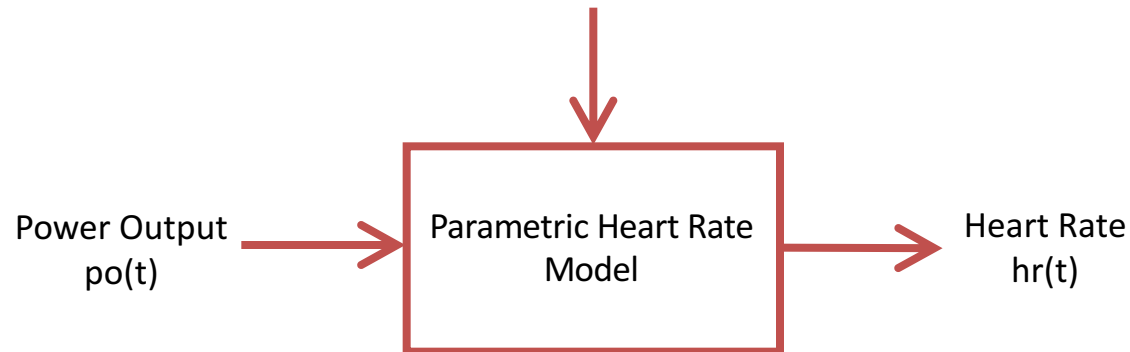 Power Output
po(t)
Parametric Heart Rate
Model
Heart Rate
hr(t)